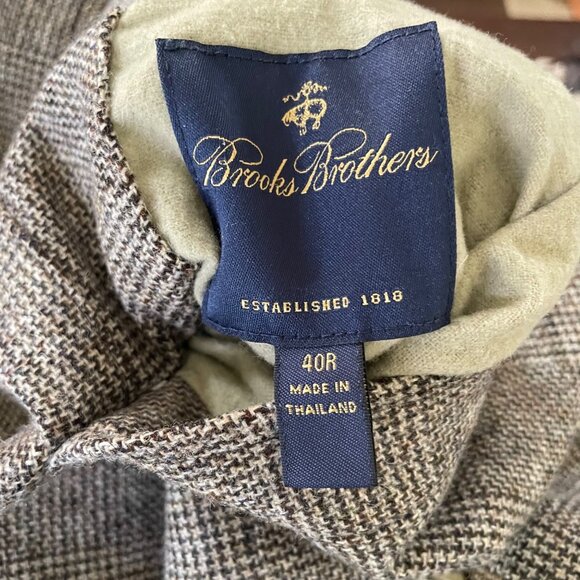 Brooks Brothers
ESTABLISHED 1818
40R
MADE IN
THAILAND